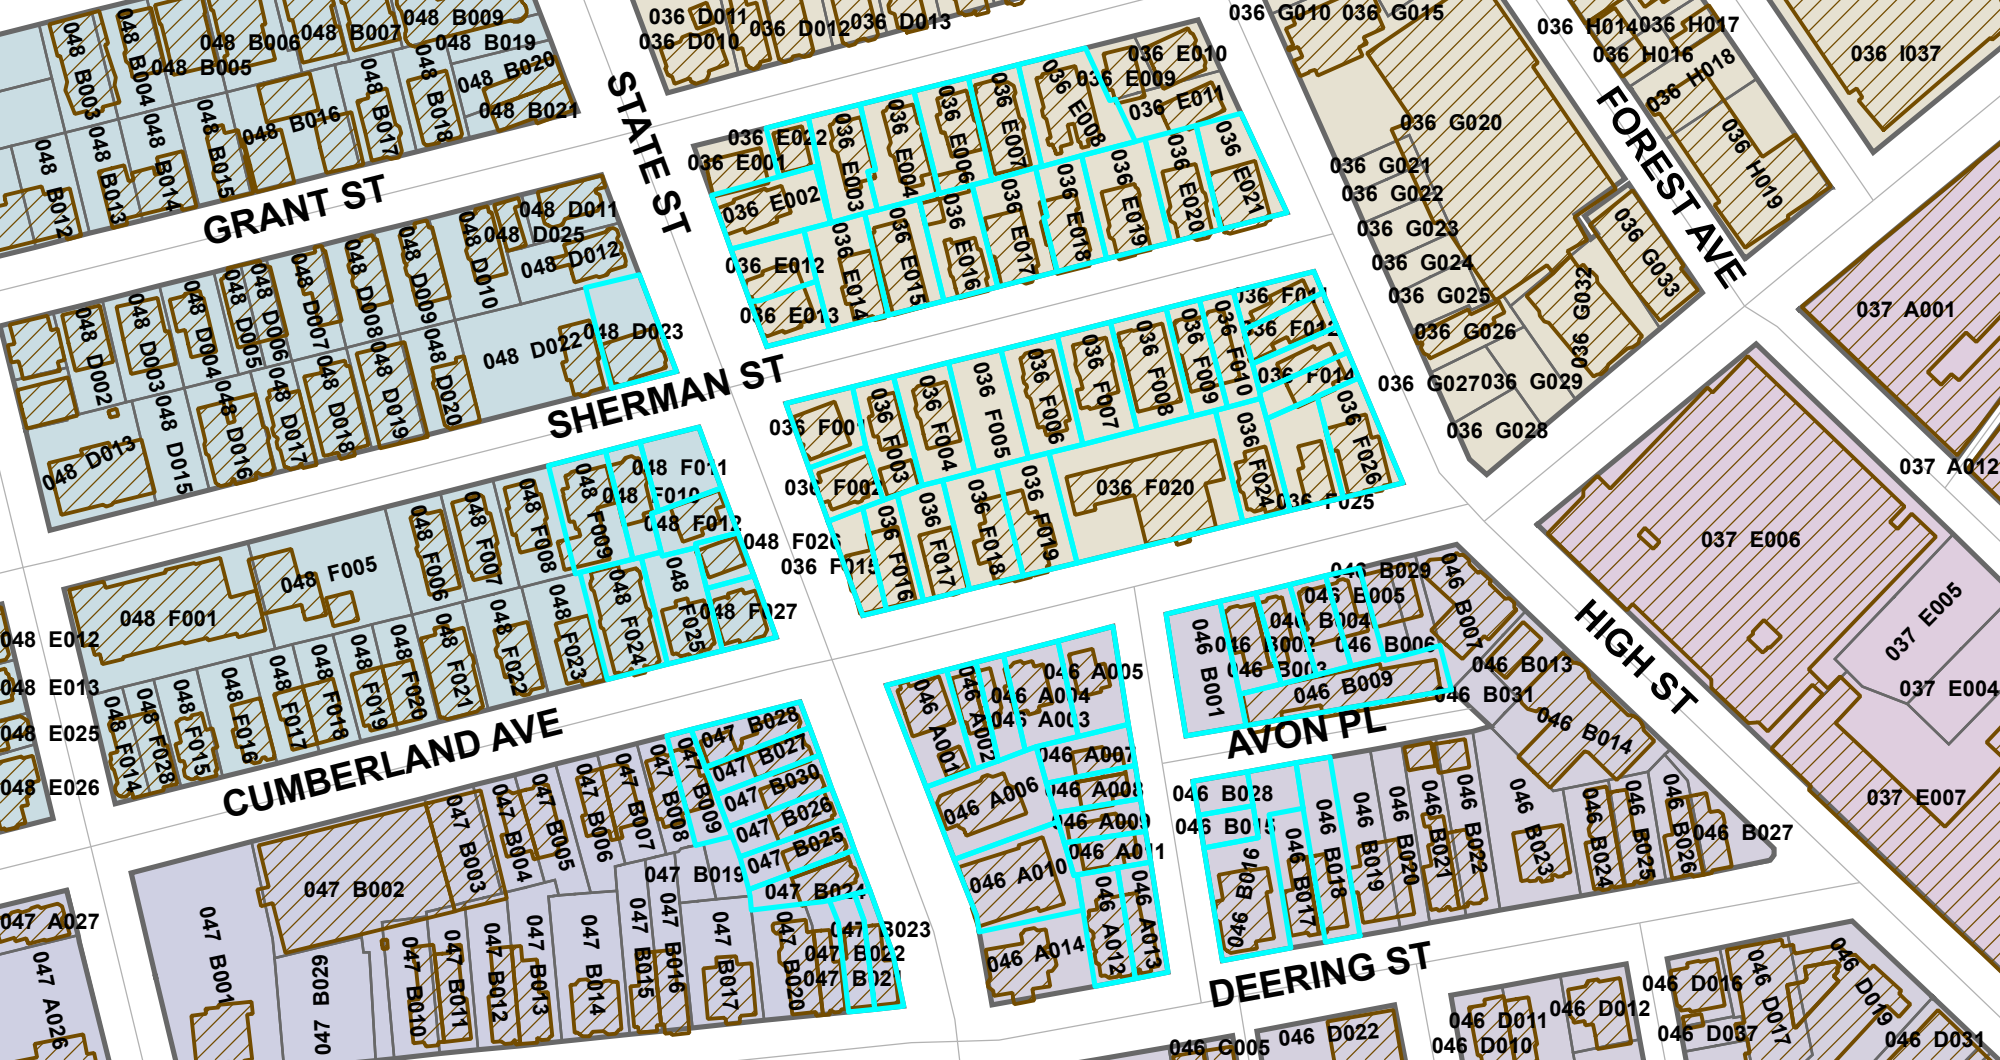 048 B003
048 B004
048 B005
048 B006
048 B007
048 B009
048 B019
048 B020
048 B021
048 B012
048 B013
048 B014
048 B015
048 B016
048 B017
048 B018
GRANT ST
STATE ST
036 D011
036 D010
036 D012
036 D013
036 E010
036 E009
036 E011
036 E022
036 E001
036 E002
036 E003
036 E004
036 E006
036 E007
036 E008
036 E012
036 E013
036 E014
036 E015
036 E016
036 E017
036 E018
036 E019
036 E020
036 E021
036 G010
036 G015
036 G020
036 G021
036 G022
036 G023
036 G024
036 G025
036 G026
036 G027
036 G029
036 G028
036 G032
036 G033
FOREST AVE
036 H014
036 H017
036 H016
036 H018
036 H019
036 I037
037 A001
037 A012
048 D002
048 D003
048 D004
048 D005
048 D006
048 D007
048 D008
048 D009
048 D010
048 D011
048 D025
048 D012
048 D013
048 D015
048 D016
048 D017
048 D018
048 D019
048 D020
048 D022
048 D023
SHERMAN ST
036 F001
036 F002
036 F003
036 F004
036 F005
036 F006
036 F007
036 F008
036 F009
036 F010
036 F011
036 F012
036 F014
036 F015
036 F016
036 F017
036 F018
036 F019
036 F020
036 F024
036 F025
036 F026
048 F001
048 F005
048 F006
048 F007
048 F008
048 F009
048 F010
048 F011
048 F012
048 F026
048 F027
048 F014
048 F028
048 F015
048 F016
048 F017
048 F018
048 F019
048 F020
048 F021
048 F022
048 F023
048 F024
048 F025
048 E012
048 E013
048 E025
048 E026
CUMBERLAND AVE
037 E006
037 E005
037 E004
037 E007
HIGH ST
046 B029
046 B005
046 B004
046 B002
046 B006
046 B003
046 B001
046 B009
046 B007
046 B013
046 B031
046 B014
AVON PL
046 A001
046 A002
046 A003
046 A004
046 A005
046 A006
046 A007
046 A008
046 A009
046 A010
046 A011
046 A012
046 A013
046 A014
046 B028
046 B015
046 B016
046 B017
046 B018
046 B019
046 B020
046 B021
046 B022
046 B023
046 B024
046 B025
046 B026
046 B027
DEERING ST
047 A027
047 A026
047 B001
047 B002
047 B003
047 B004
047 B005
047 B006
047 B007
047 B008
047 B009
047 B028
047 B027
047 B030
047 B026
047 B025
047 B024
047 B019
047 B029
047 B010
047 B011
047 B012
047 B013
047 B014
047 B015
047 B016
047 B017
047 B020
047 B023
047 B022
047 B021
046 C005
046 D022
046 D011
046 D010
046 D012
046 D016
046 D037
046 D017
046 D019
046 D031